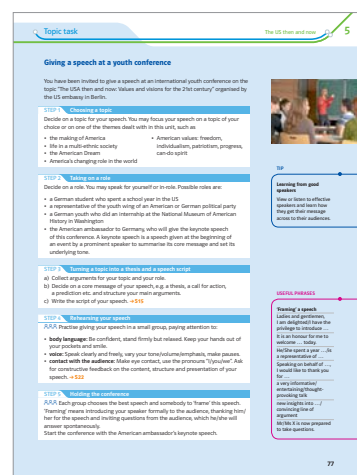 Topic task
The US then and now
5
Giving a speech at a youth conference
You have been invited to give a speech at an international youth conference on the
topic "The USA then and now: Values and visions for the 21st century" organised by
the US embassy in Berlin.
STEP 1 Choosing a topic
Decide on a topic for your speech. You may focus your speech on a topic of your
choice or on one of the themes dealt with in this unit, such as
• the making of America
• life in a multi-ethnic society
• the American Dream
• America's changing role in the world
• American values: freedom,
individualism, patriotism, progress,
can-do spirit
STEP 2 Taking on a role
Decide on a role. You may speak for yourself or in-role. Possible roles are:
• a German student who spent a school year in the US
• a representative of the youth wing of an American or German political party
• a German youth who did an internship at the National Museum of American
History in Washington
• the American ambassador to Germany, who will give the keynote speech
of the conference. A keynote speech is a speech given at the beginning of
an event by a prominent speaker to summarise its core message and set its
underlying tone.
STEP 3 Turning a topic into a thesis and a speech script
a) Collect arguments for your topic and your role.
b) Decide on a core message of your speech, e.g. a thesis, a call for action,
a prediction etc. and structure your main arguments.
c) Write the script of your speech. → S15
STEP 4 Rehearsing your speech
Practise giving your speech in a small group, paying attention to:
• body language: Be confident, stand firmly but relaxed. Keep your hands out of
your pockets and smile.
• voice: Speak clearly and freely, vary your tone/volume/emphasis, make pauses.
• contact with the audience: Make eye contact, use the pronouns "I/you/we". Ask
for constructive feedback on the content, structure and presentation of your
speech. → S22
STEP 5 Holding the conference
Each group chooses the best speech and somebody to 'frame' this speech.
'Framing' means introducing your speaker formally to the audience, thanking him/
her for the speech and inviting questions from the audience, which he/she will
answer spontaneously.
Start the conference with the American ambassador's keynote speech.
TIP
Learning from good
speakers
View or listen to effective
speakers and learn how
they get their message
across to their audiences.
USEFUL PHRASES
'Framing' a speech
Ladies and gentlemen,
I am delighted/I have the
privilege to introduce …
It is an honour for me to
welcome … today.
He/She spent a year …/is
a representative of …
Speaking on behalf of …,
I would like to thank you
for …
a very informative/
entertaining/thought-
provoking talk
new insights into …/
convincing line of
argument
Mr/Ms X is now prepared
to take questions.
77